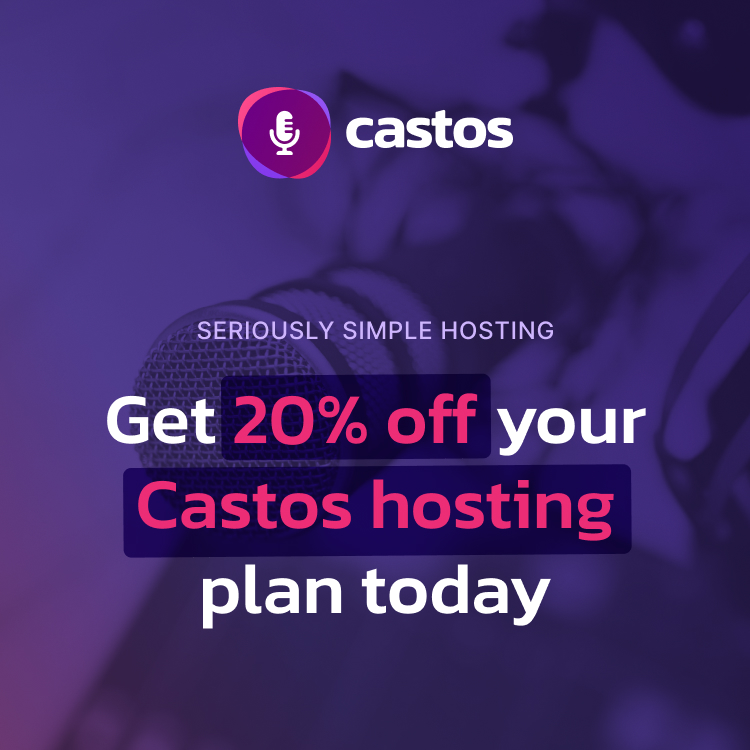 castos
SERIOUSLY SIMPLE HOSTING
Get 20% off your
Castos hosting
plan today